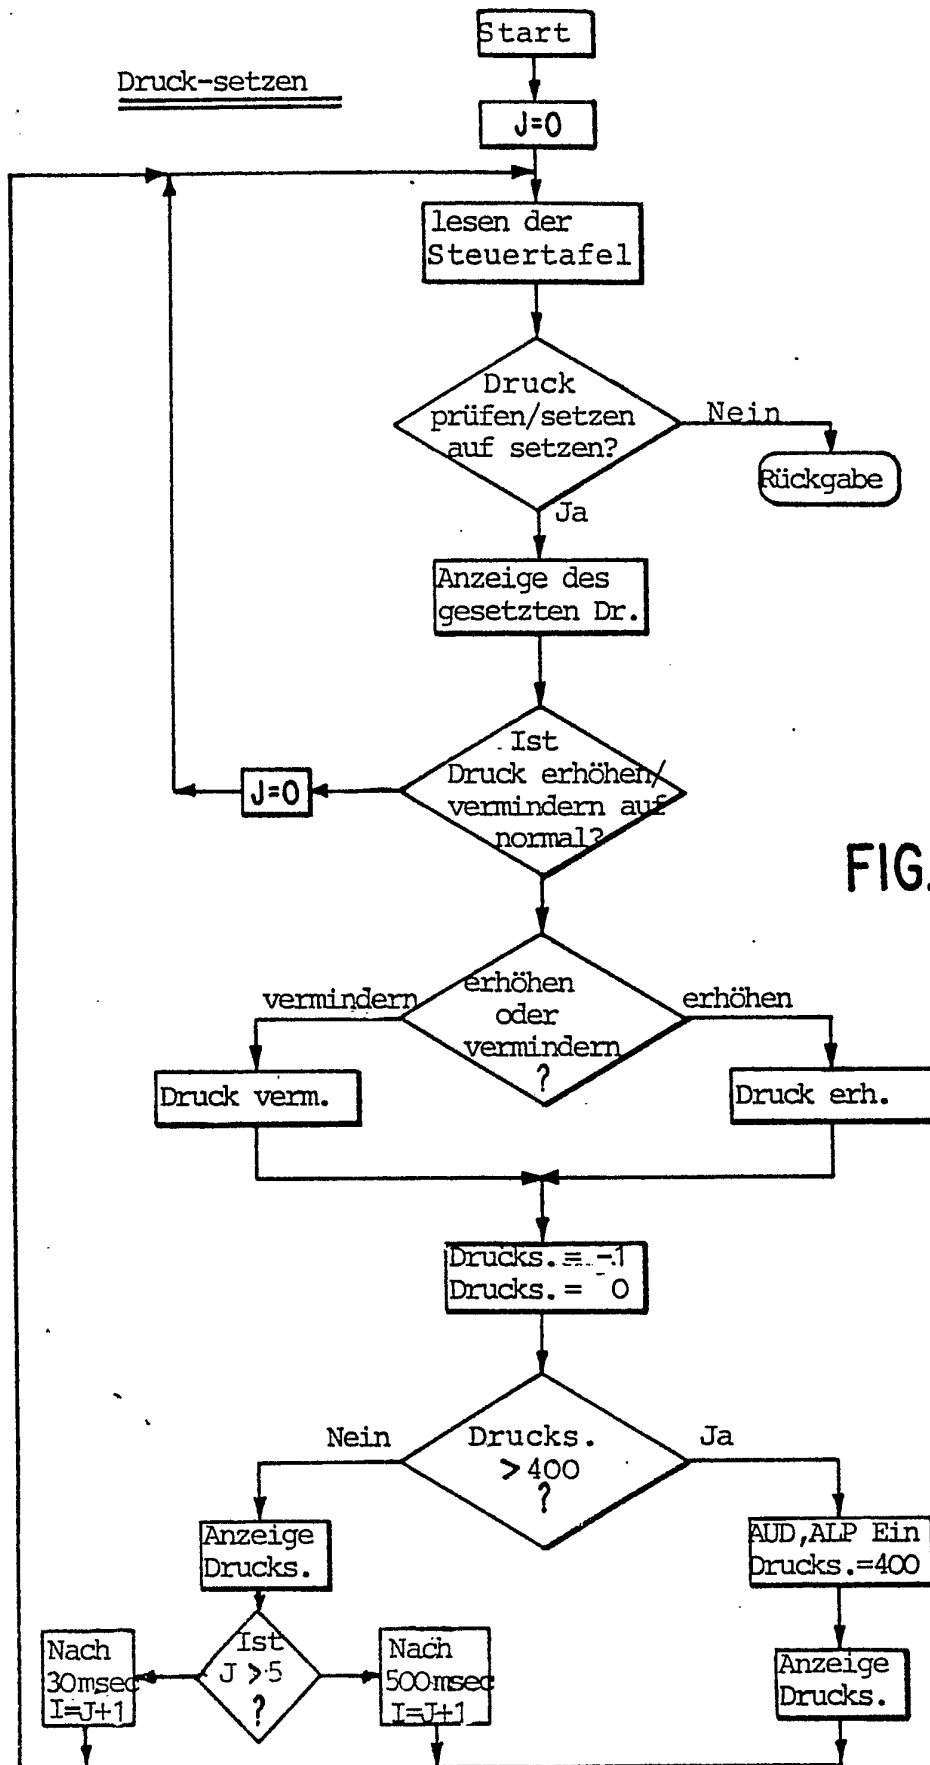 Start
Druck-setzen
J=0
lesen der
Steuertafel
Druck
prüfen/setzen
auf setzen?
Nein
Rückgabe
Ja
Anzeige des
gesetzten Dr.
Ist
Druck erhöhen/
vermindern auf
normal?
J=0
FIG.
erhöhen
oder
vermindern
?
vermindern
erhöhen
Druck verm.
Druck erh.
Drucks.= -1
Drucks.= 0
Drucks.
>400
?
Nein
Ja
Anzeige
Drucks.
AUD,ALP Ein
Drucks.=400
Ist
J >5
?
Nach
30msec
I=J+1
Nach
500msec
I=J+1
Anzeige
Drucks.